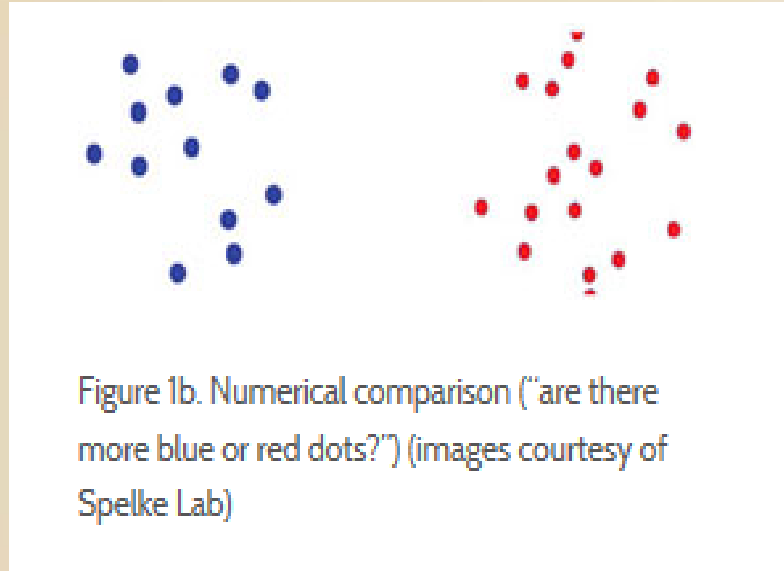 Figure 1b. Numerical comparison (“are there
more blue or red dots?”) (images courtesy of
Spelke Lab)